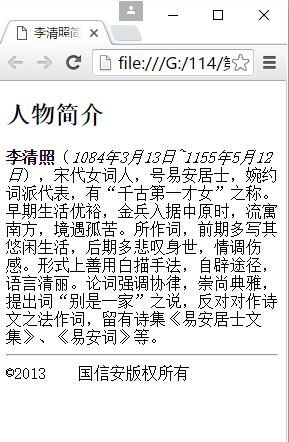 李清照简
file:///G:/114/
人物简介
李清照（1084年3月13日~1155年5月12
日），宋代女词人，号易安居士，婉约
词派代表，有“千古第一才女”之称。
早期生活优裕，金兵入据中原时，流寓
南方，境遇孤苦。所作词，前期多写其
悠闲生活，后期多悲叹身世，情调伤
感。形式上善用白描手法，自辟途径，
语言清丽。论词强调协律，崇尚典雅，
提出词“别是一家”之说，反对对作诗
文之法作词，留有诗集《易安居士文
集》、《易安词》等。
©2013 国信安版权所有